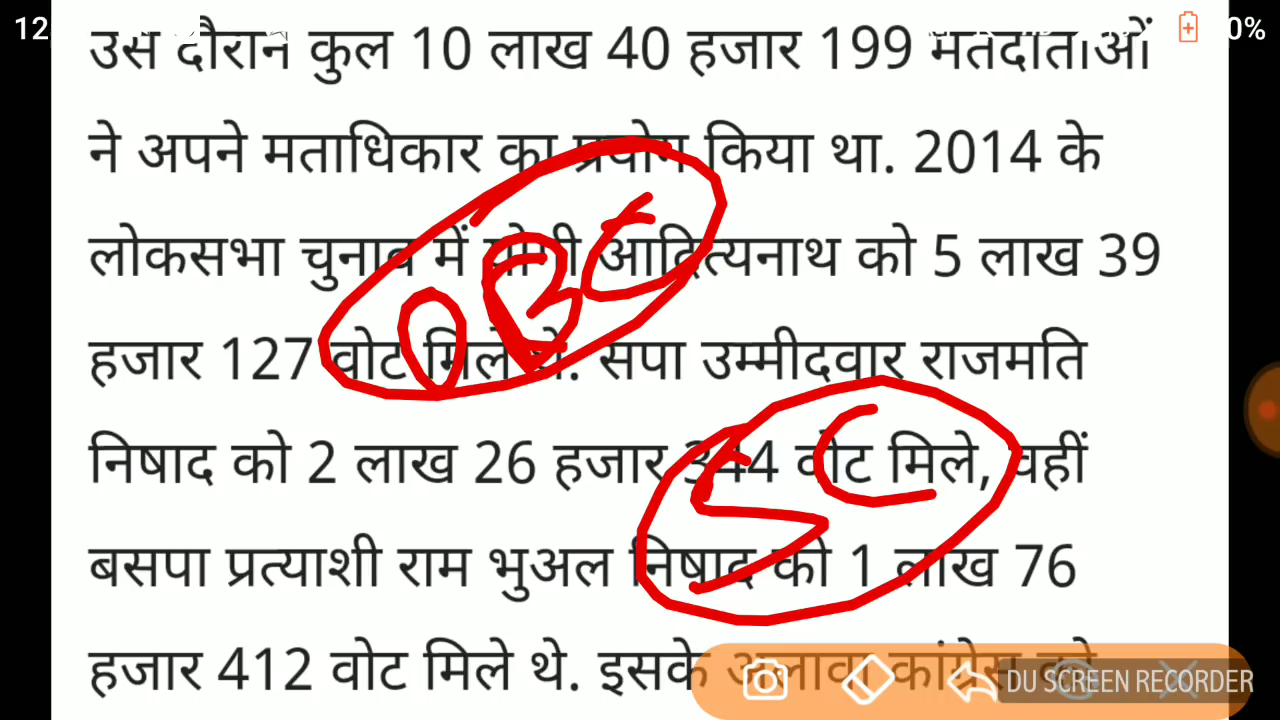 12
0%
उस दौरान कुल 10 लाख 40 हजार 199 मतदाताओं
ने अपने मताधिकार का प्रयोग किया था. 2014 के
लोकसभा चुनाव में योगी आदित्यनाथ को 5 लाख 39
हजार 127 वोट मिले थे. सपा उम्मीदवार राजमति
निषाद को 2 लाख 26 हजार 344 वोट मिले, वहीं
बसपा प्रत्याशी राम भुअल निषाद को 1 लाख 76
हजार 412 वोट मिले थे. इसके अलावा कांग्रेस को
OBC
SC
DU SCREEN RECORDER